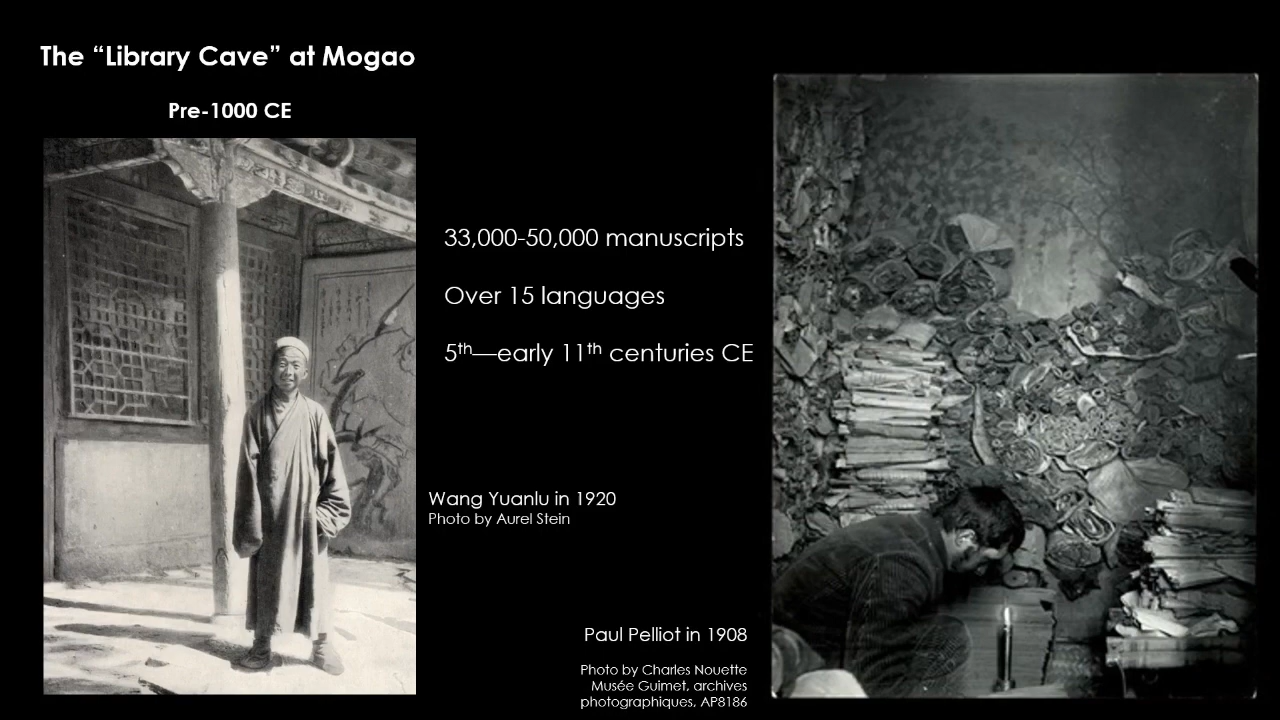 The “Library Cave” at Mogao
Pre-1000 CE
33,000-50,000 manuscripts
Over 15 languages
5th—early 11th centuries CE
Wang Yuanlu in 1920
Photo by Aurel Stein
Paul Pelliot in 1908
Photo by Charles Nouette
Musée Guimet, archives
photographiques, AP8186